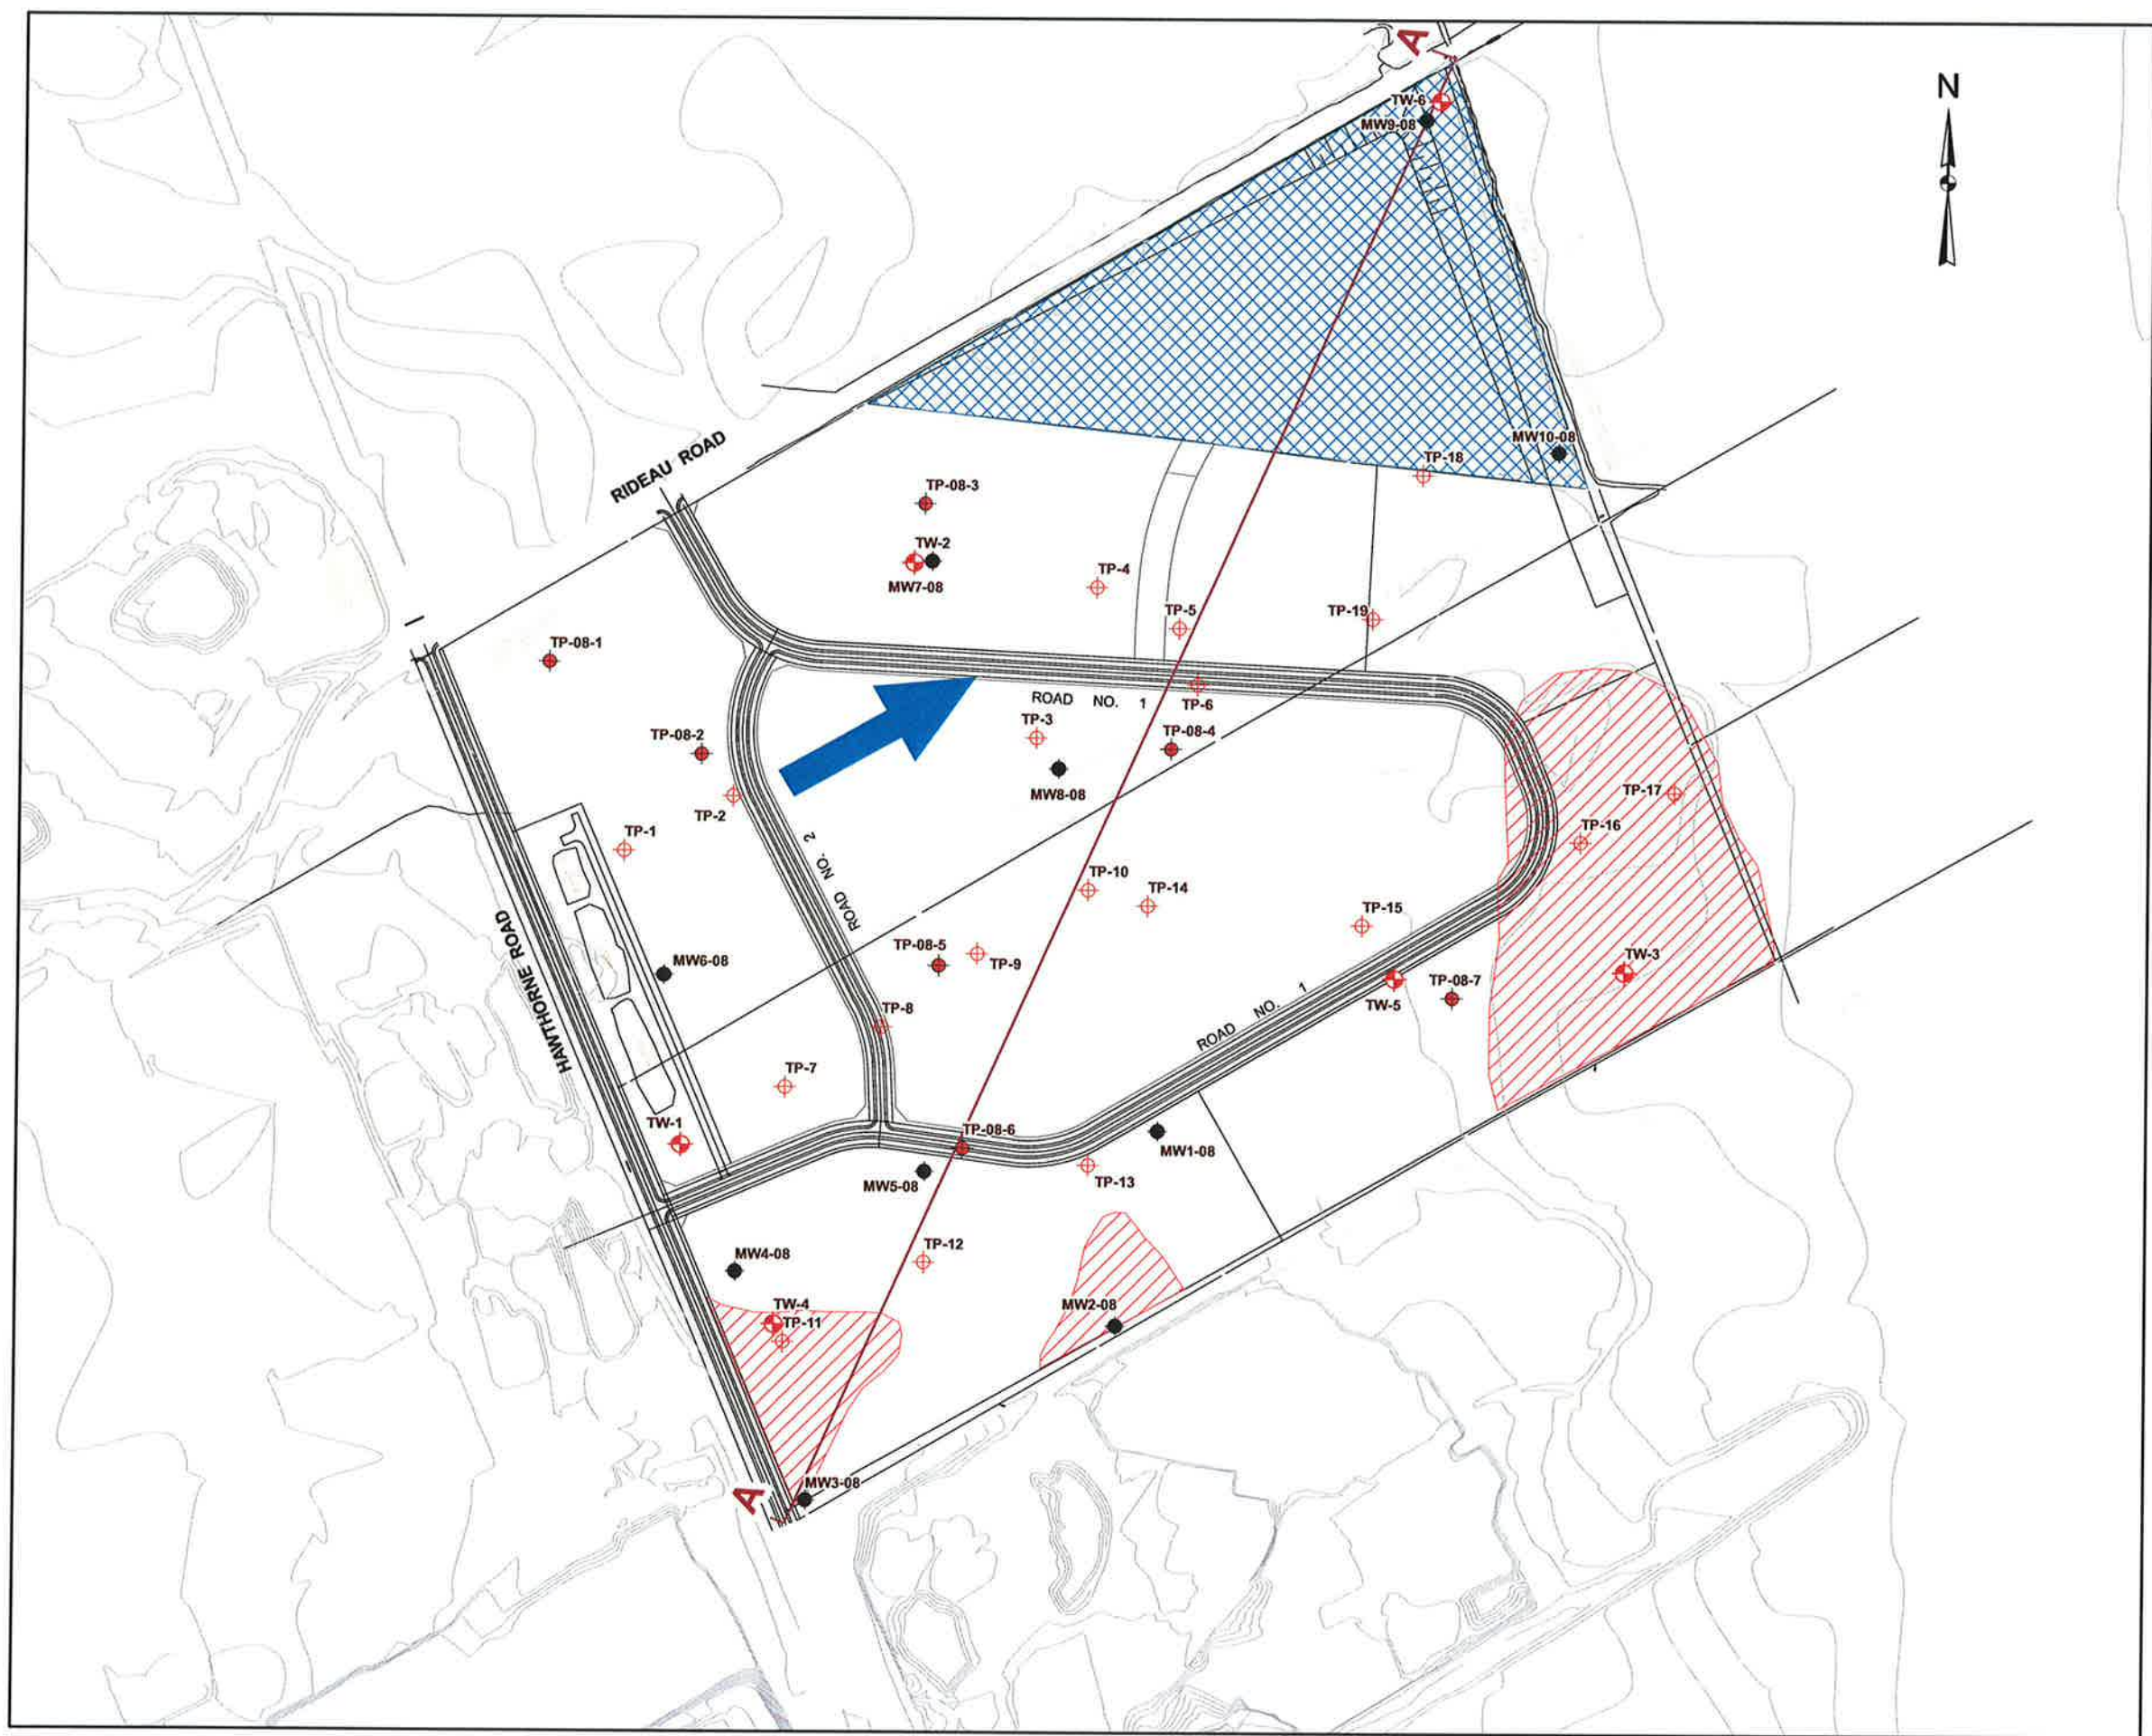 A
N
TW-6
MW9-08
RIDEAU ROAD
MW10-08
TP-18
TP-08-3
TW-2
MW7-08
TP-4
TP-5
TP-19
TP-08-1
ROAD NO. 1
TP-6
TP-3
TP-08-2
TP-08-4
MW8-08
TP-17
TP-2
TP-1
TP-16
ROAD NO. 2
TP-10
TP-14
TP-15
HAWTHORNE ROAD
TP-08-5
TP-9
MW6-08
TW-3
TP-08-7
TW-5
TP-8
ROAD NO. 1
TP-7
TW-1
TP-08-6
MW1-08
MW5-08
TP-13
MW4-08
TP-12
TW-4
TP-11
MW2-08
MW3-08
A